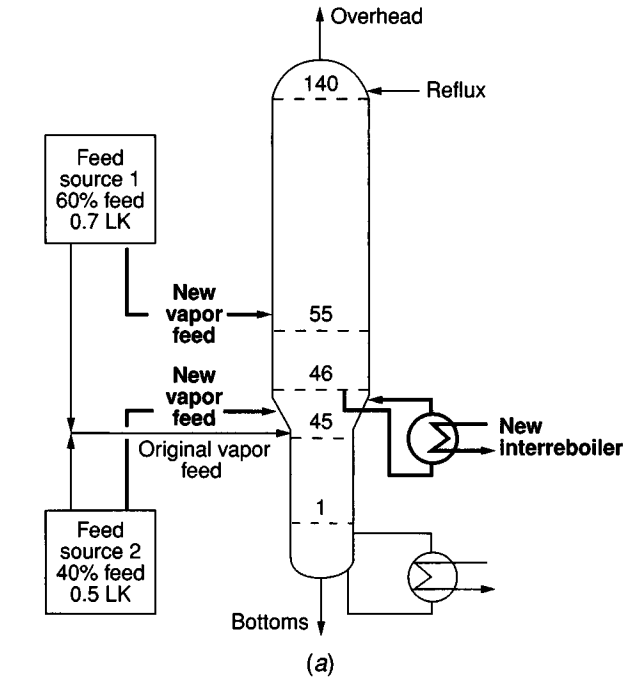 Overhead
140
Reflux
Feed
source 1
60% feed
0.7 LK
New
vapor
feed
55
46
New
vapor
feed
45
Original vapor
feed
New
interreboiler
1
Feed
source 2
40% feed
0.5 LK
Bottoms
(a)